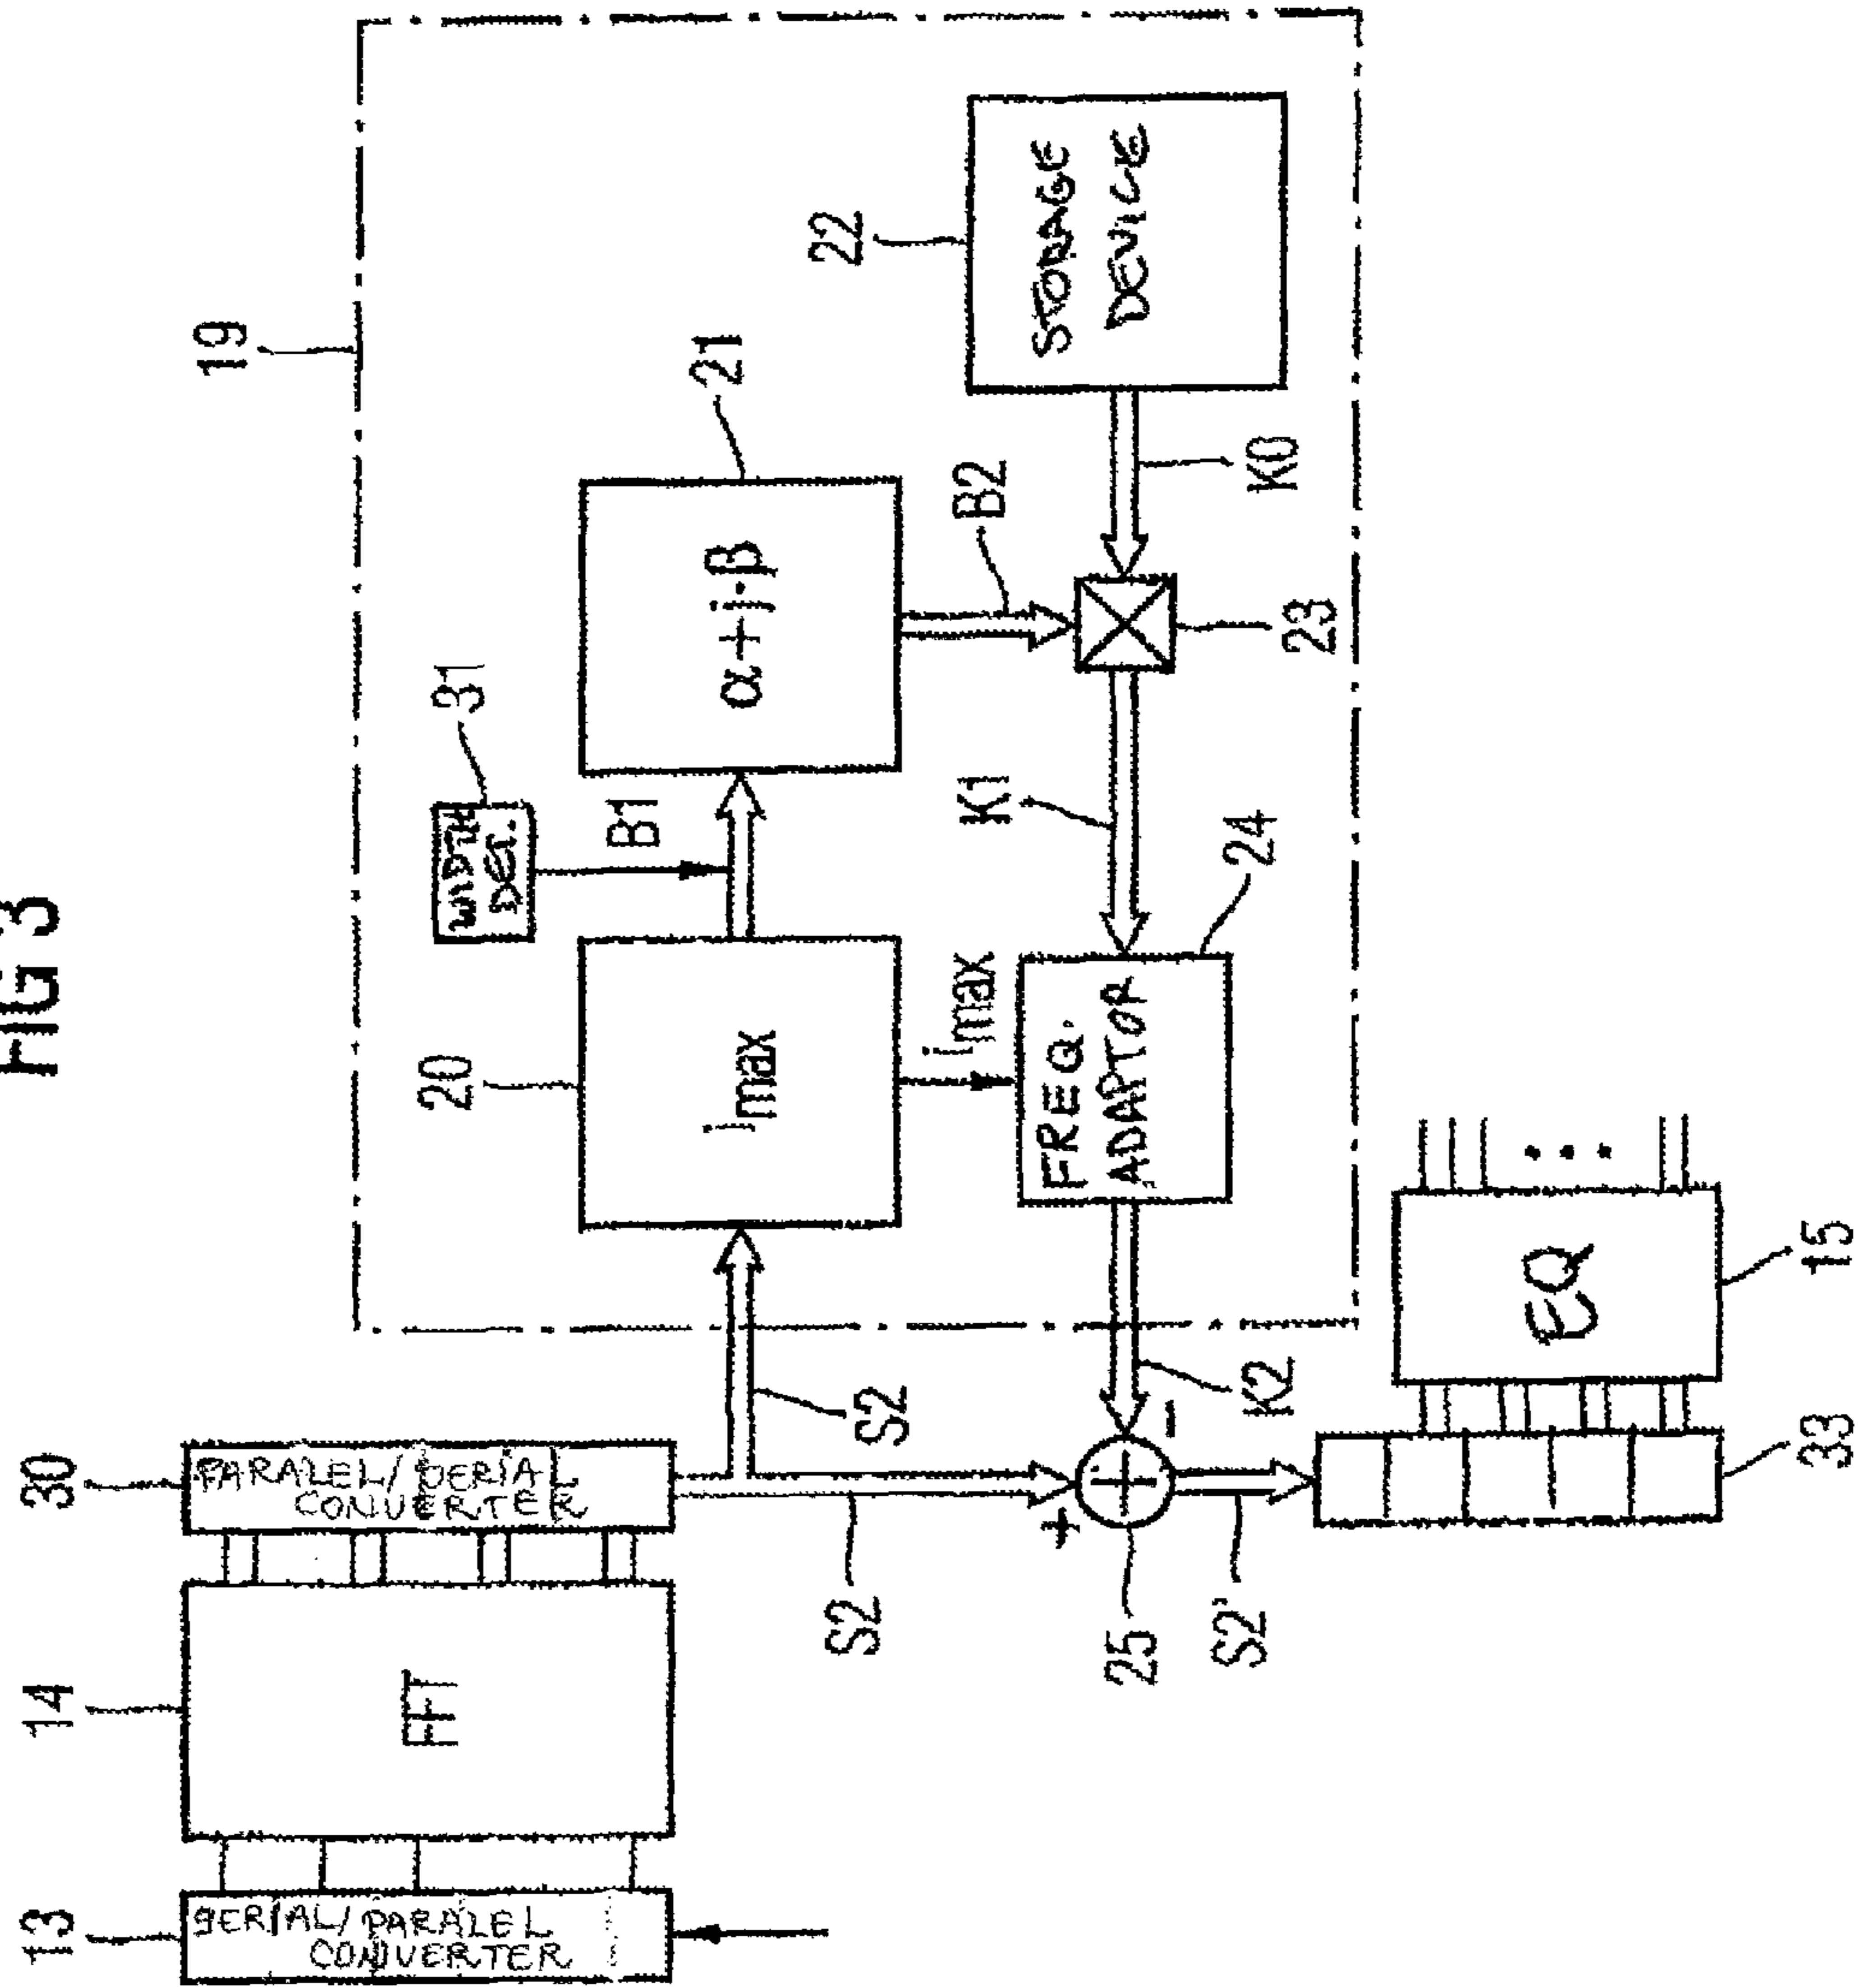 FIG 3
13
SERIAL/PARALEL
CONVERTER
14
FFT
30
PARALEL/SERIAL
CONVERTER
S2
S2
19
20
imax
31
WIDTH
DET.
B1
21
α+j·β
imax
B2
22
STORAGE
DEVICE
K0
23
K1
24
FREQ.
ADAPTOR
K2
+
−
25
S2'
33
EQ
15